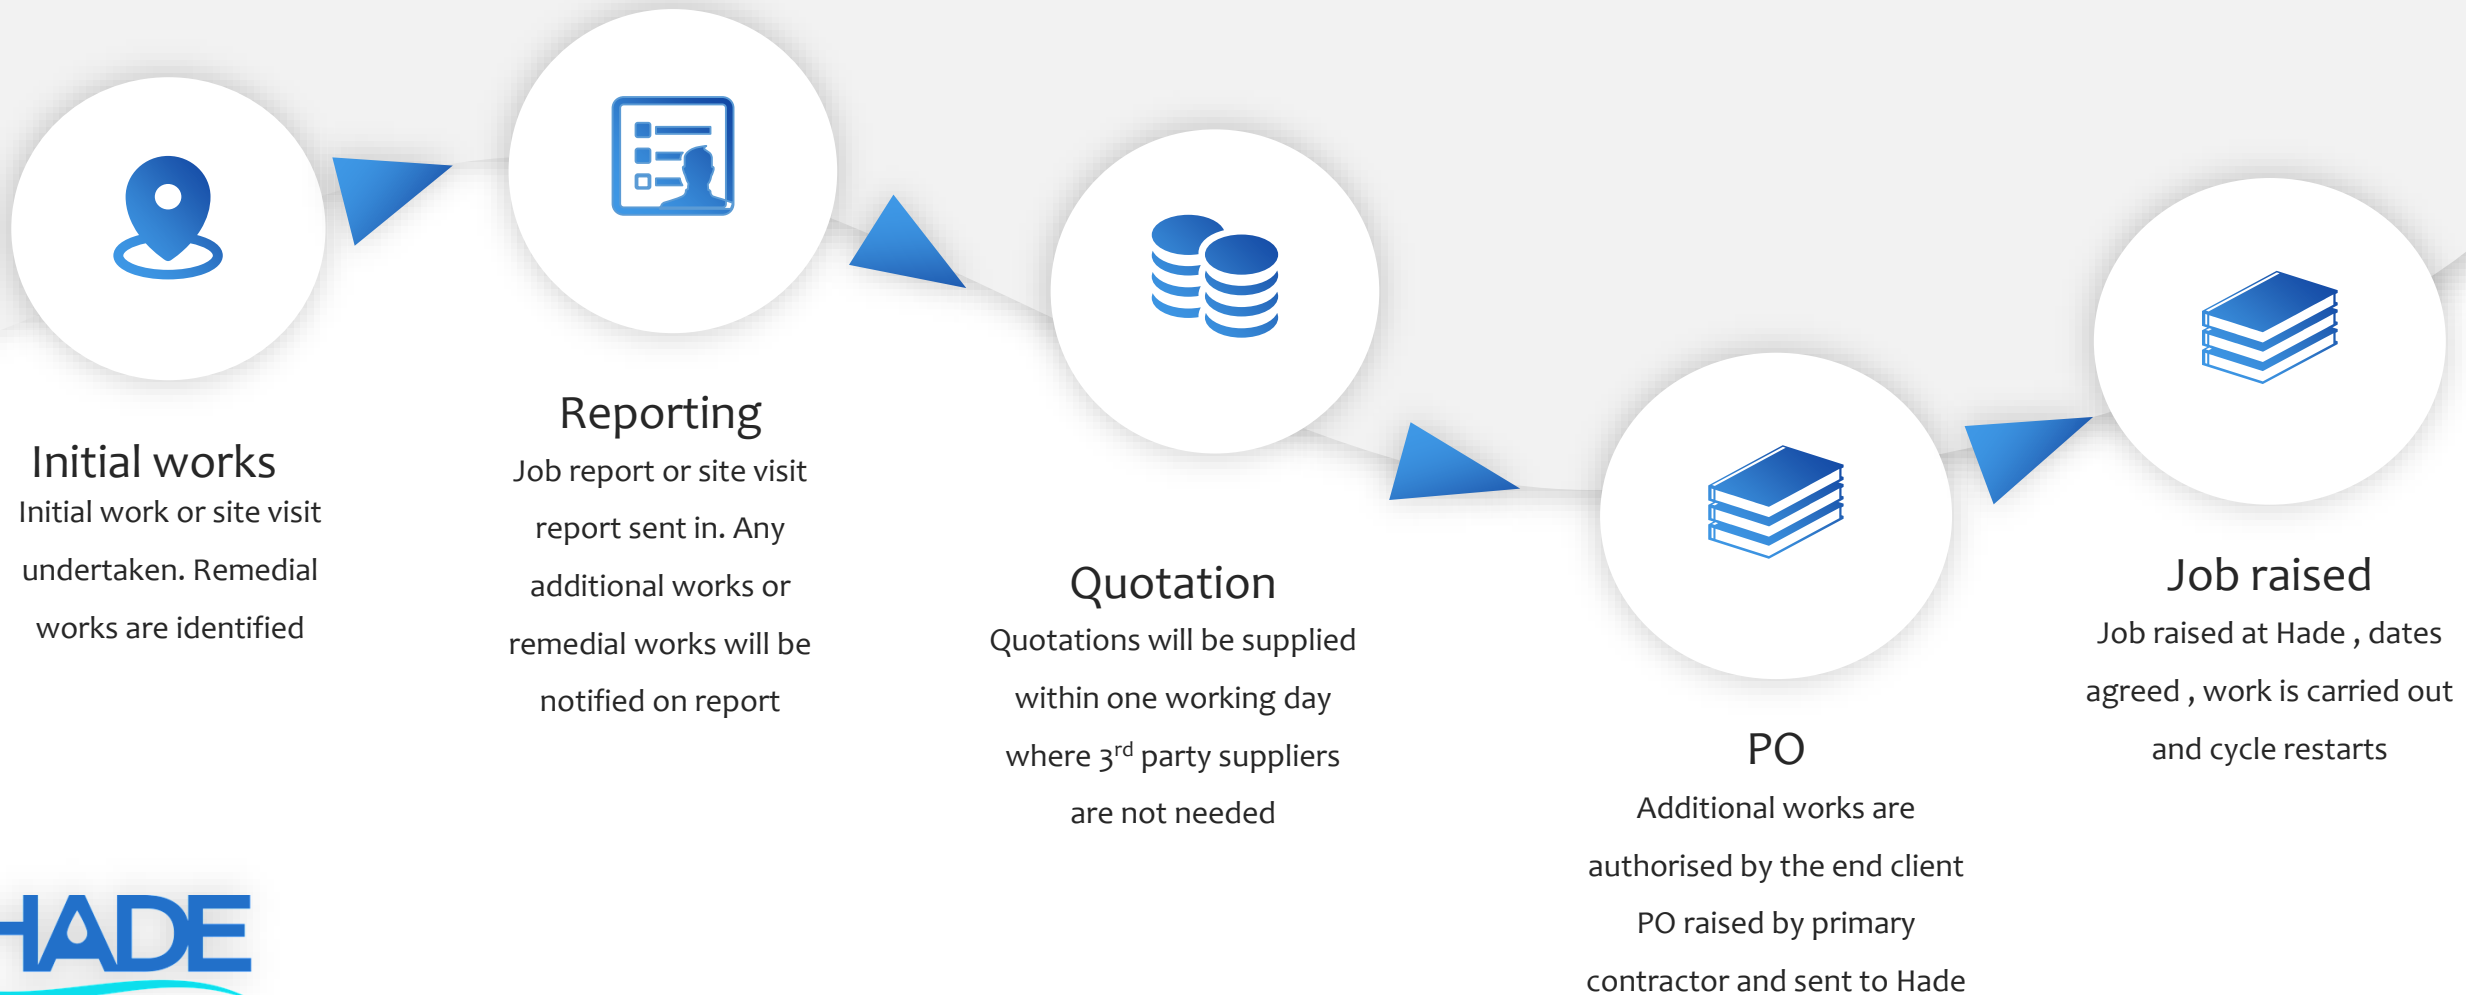 Initial works
Initial work or site visit
undertaken. Remedial
works are identified
Reporting
Job report or site visit
report sent in. Any
additional works or
remedial works will be
notified on report
Quotation
Quotations will be supplied
within one working day
where 3rd party suppliers
are not needed
PO
Additional works are
authorised by the end client
PO raised by primary
contractor and sent to Hade
Job raised
Job raised at Hade , dates
agreed , work is carried out
and cycle restarts
HADE